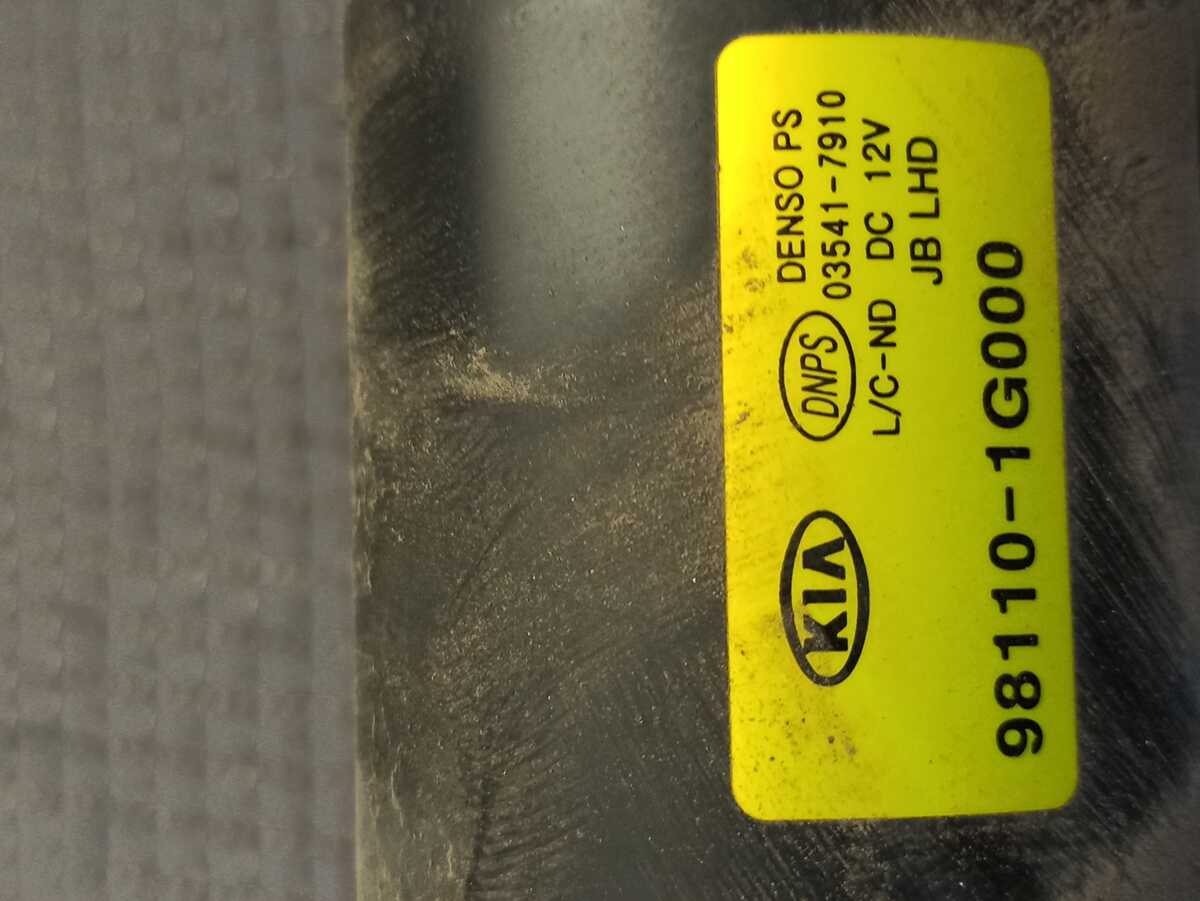 KIA
DNPS
DENSO PS
03541-7910
L/C-ND DC 12V
JB LHD
98110-1G000